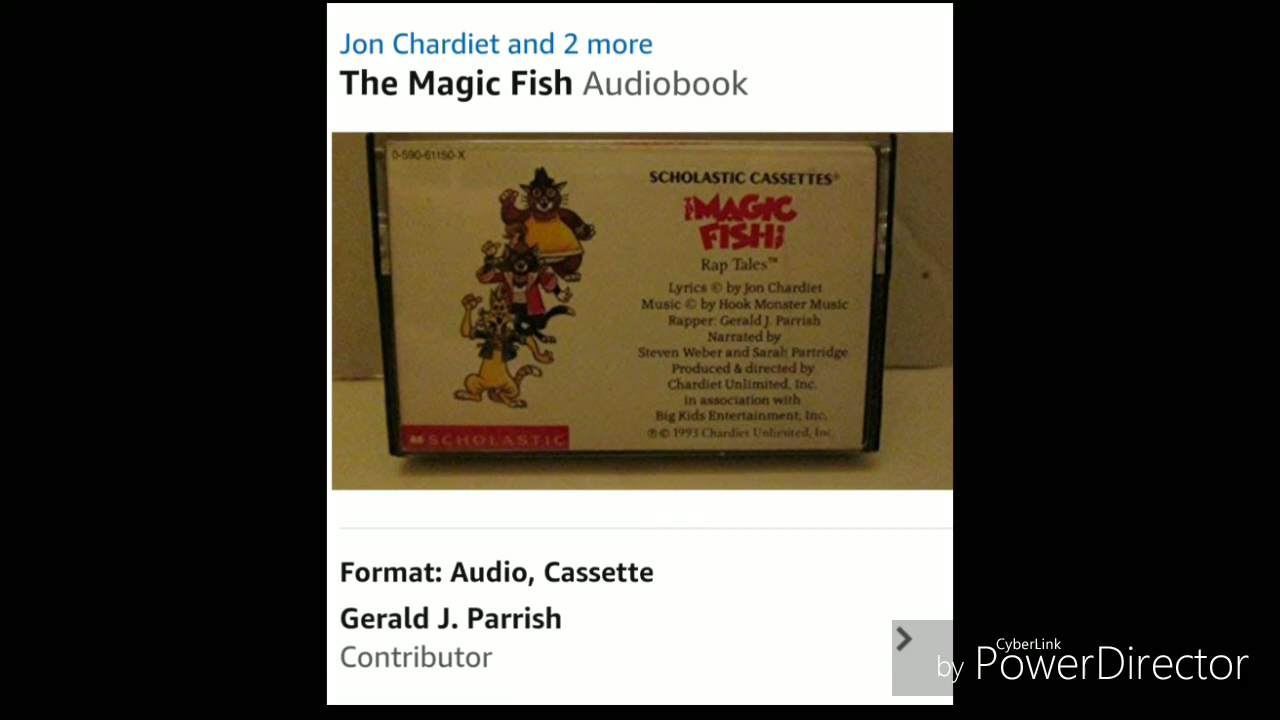 Jon Chardiet and 2 more
The Magic Fish Audiobook
0-590-61150-X
SCHOLASTIC CASSETTES®
THE MAGIC
FISH
Rap Tales™
Lyrics © by Jon Chardiet
Music © by Hook Monster Music
Rapper: Gerald J. Parrish
Narrated by
Steven Weber and Sarah Partridge
Produced & directed by
Chardiet Unlimited, Inc.
in association with
Big Kids Entertainment, Inc.
℗© 1993 Chardiet Unlimited, Inc.
SCHOLASTIC
Format: Audio, Cassette
Gerald J. Parrish
Contributor
CyberLink
by PowerDirector